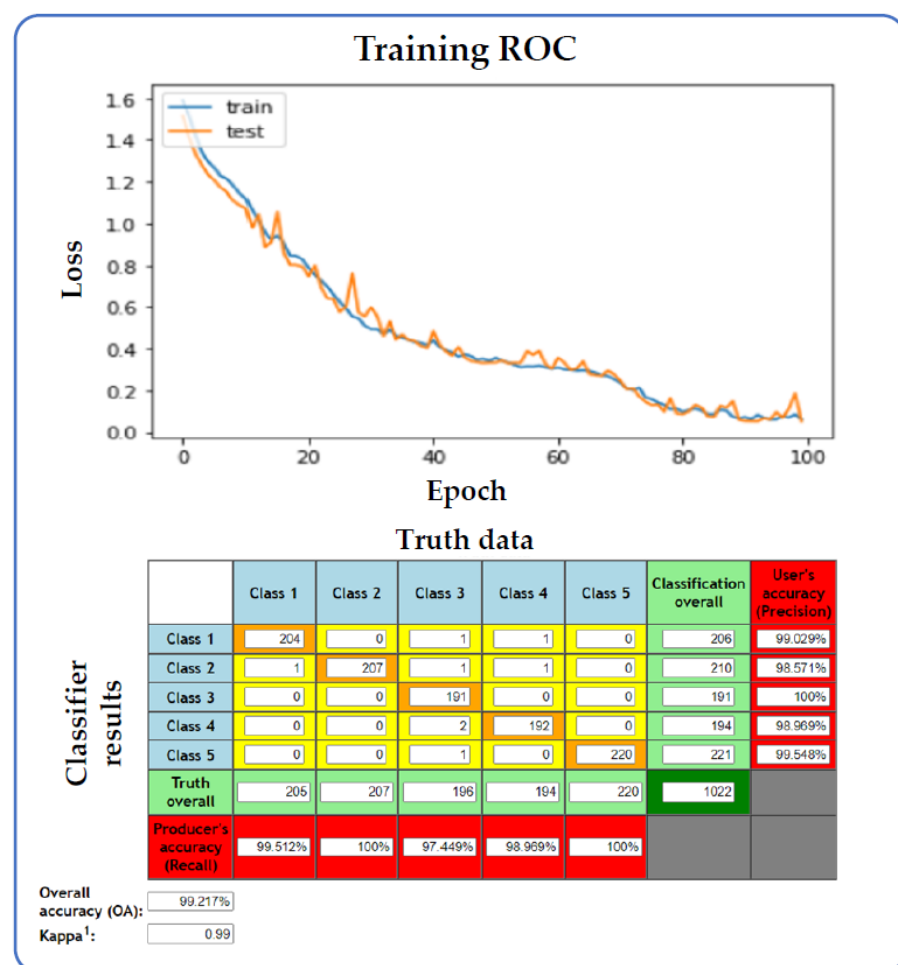 Training ROC
1.6
1.4
1.2
1.0
0.8
0.6
0.4
0.2
0.0
train
test
Loss
0 20 40 60 80 100
Epoch
Truth data
Classifier
results
Class 1 Class 2 Class 3 Class 4 Class 5 Classification overall User's accuracy (Precision)
Class 1 204 0 1 1 0 206 99.029%
Class 2 1 207 1 1 0 210 98.571%
Class 3 0 0 191 0 0 191 100%
Class 4 0 0 2 192 0 194 98.969%
Class 5 0 0 1 0 220 221 99.548%
Truth overall 205 207 196 194 220 1022
Producer's accuracy (Recall) 99.512% 100% 97.449% 98.969% 100%
Overall
accuracy (OA): 99.217%
Kappa¹: 0.99